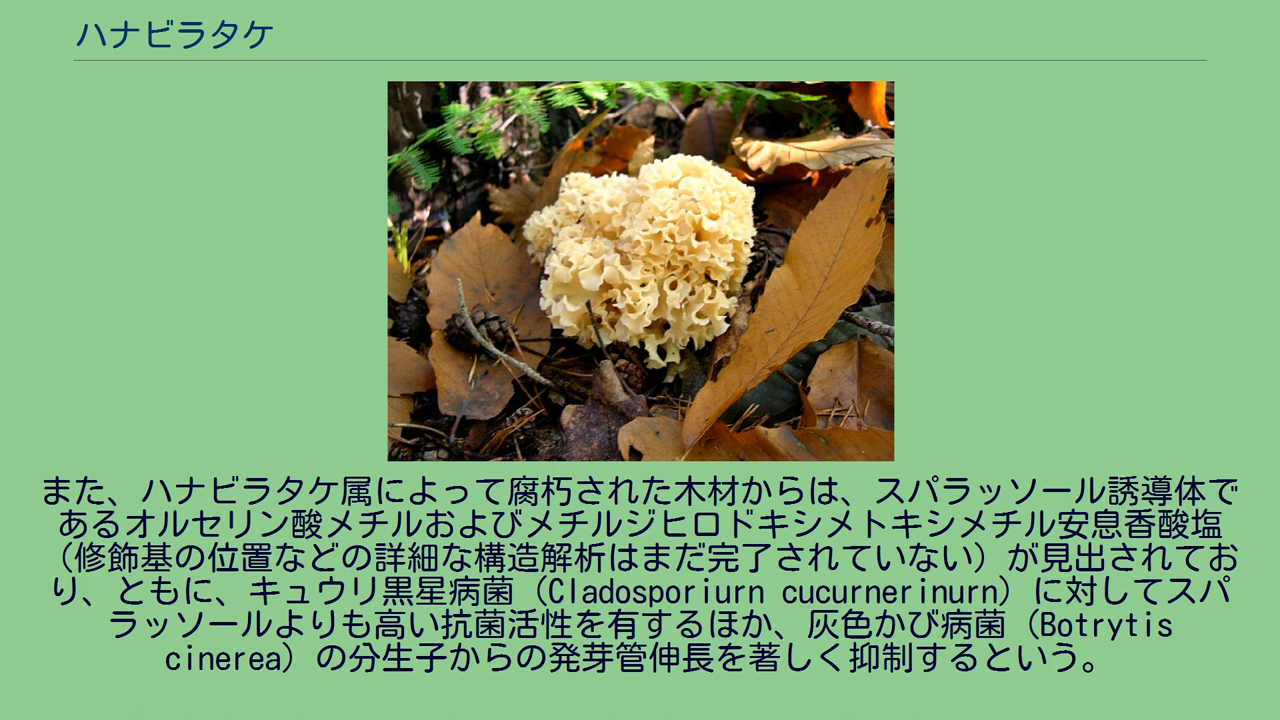 ハナビラタケ
また、ハナビラタケ属によって腐朽された木材からは、スパラッソール誘導体で
あるオルセリン酸メチルおよびメチルジヒロドキシメトキシメチル安息香酸塩
（修飾基の位置などの詳細な構造解析はまだ完了されていない）が見出されてお
り、ともに、キュウリ黒星病菌（Cladosporiurn cucurnerinurn）に対してスパ
ラッソールよりも高い抗菌活性を有するほか、灰色かび病菌（Botrytis
cinerea）の分生子からの発芽管伸長を著しく抑制するという。